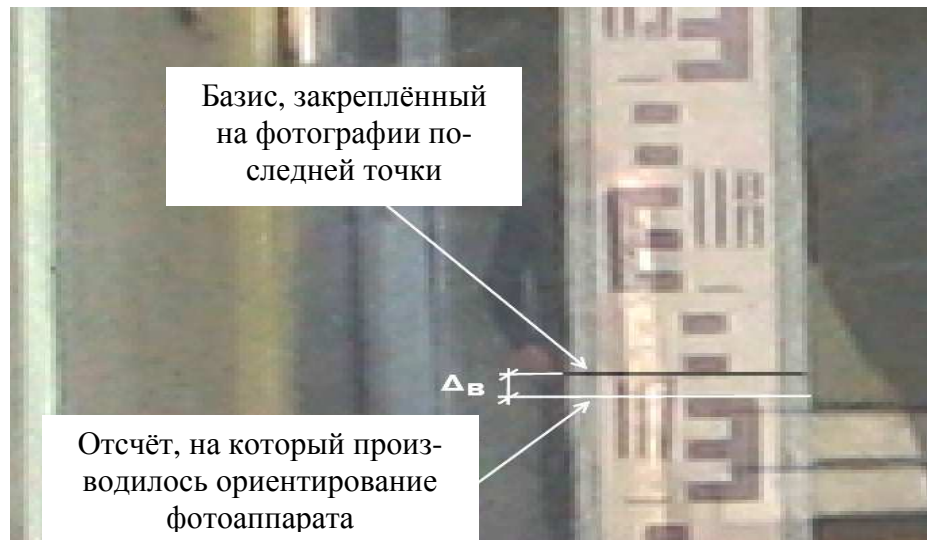 Базис, закреплённый
на фотографии по-
следней точки
Δв
Отсчёт, на который произ-
водилось ориентирование
фотоаппарата